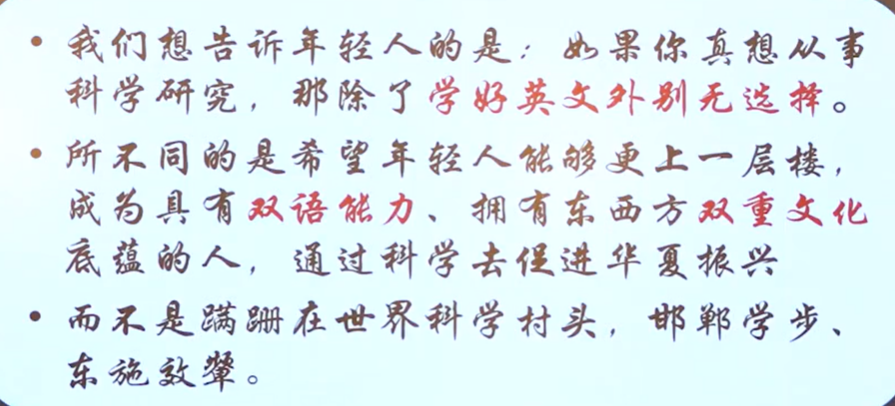 • 我们想告诉年轻人的是：如果你真想从事
科学研究，那除了学好英文外别无选择。
• 所不同的是希望年轻人能够更上一层楼，
成为具有双语能力、拥有东西方双重文化
底蕴的人，通过科学去促进华夏振兴
• 而不是蹒跚在世界科学村头，邯郸学步、
东施效颦。